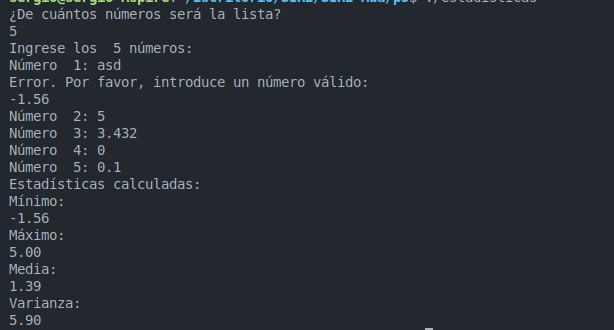 ¿De cuántos números será la lista?
5
Ingrese los  5 números:
Número  1: asd
Error. Por favor, introduce un número válido:
-1.56
Número  2: 5
Número  3: 3.432
Número  4: 0
Número  5: 0.1
Estadísticas calculadas:
Mínimo:
-1.56
Máximo:
5.00
Media:
1.39
Varianza:
5.90